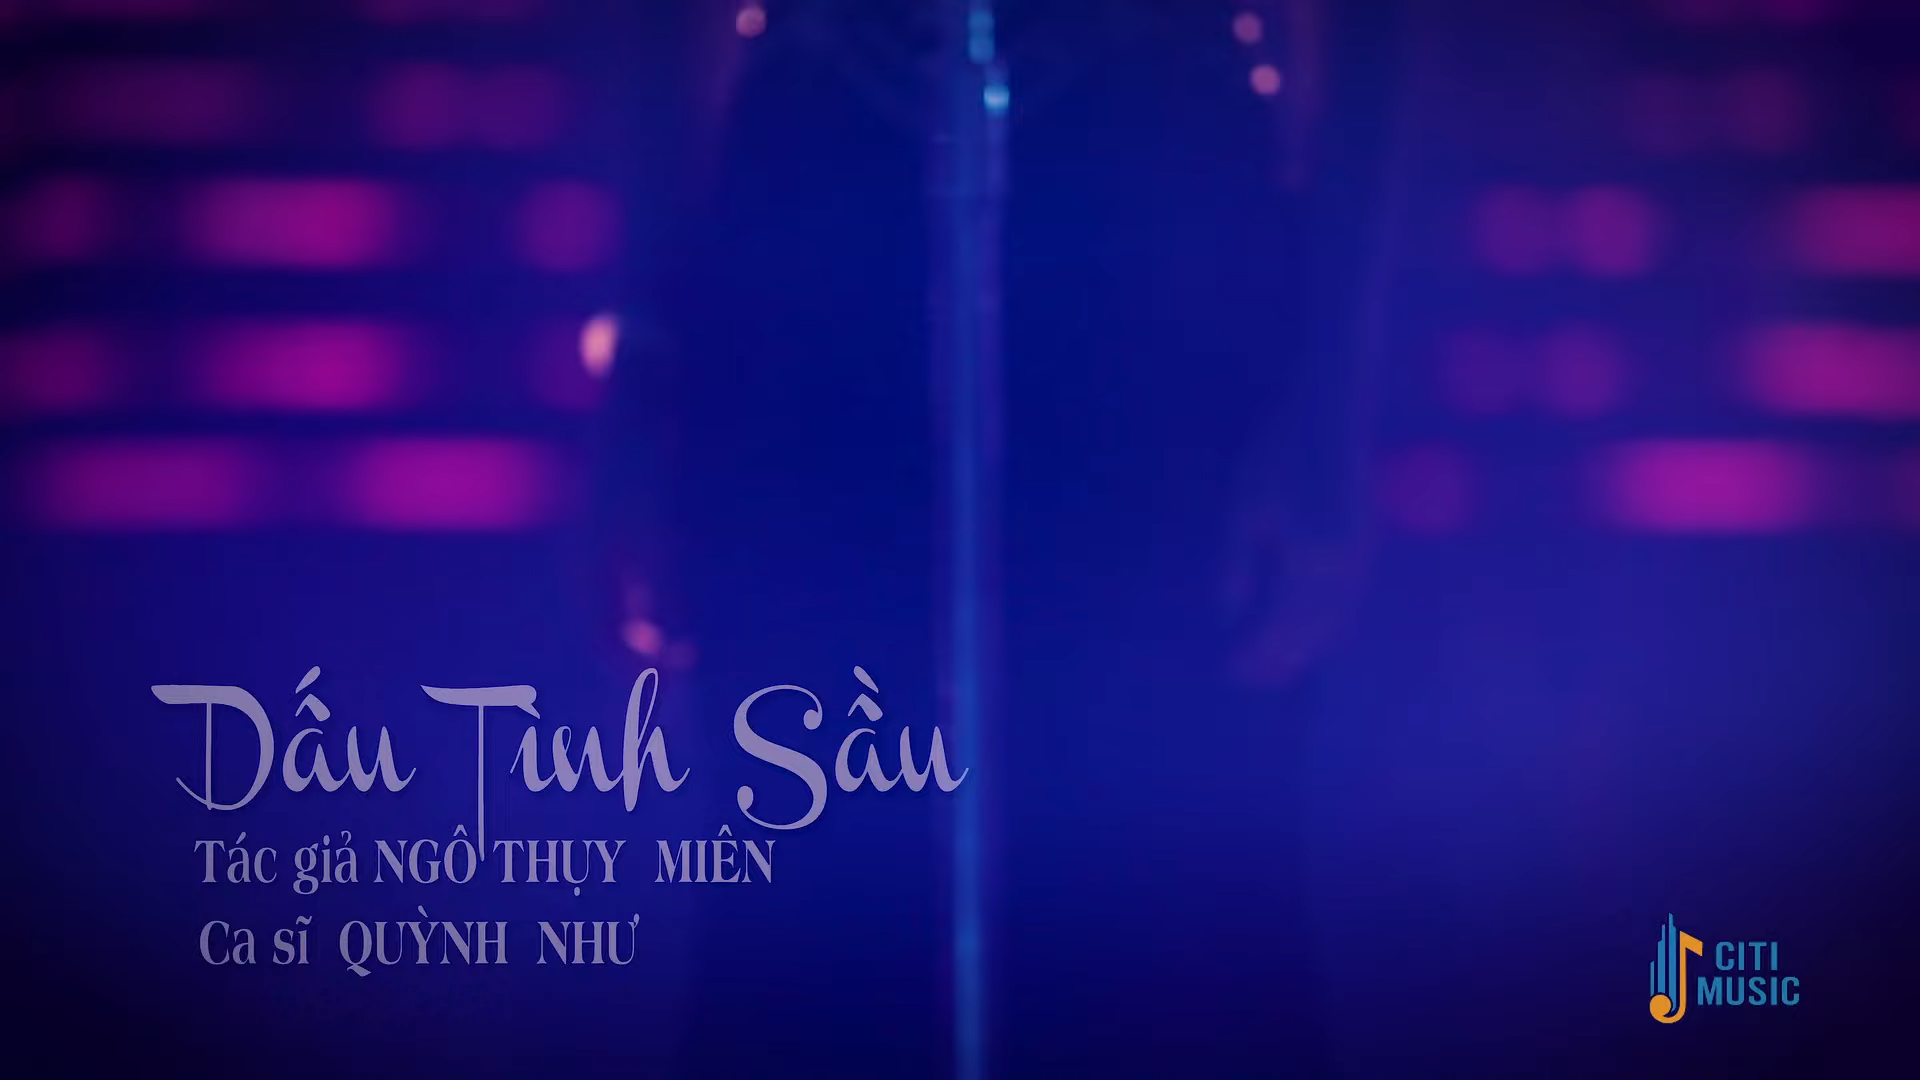 Dấu Tình Sầu
Tác giả NGÔ THỤY MIÊN
Ca sĩ QUỲNH NHƯ
CITI
MUSIC